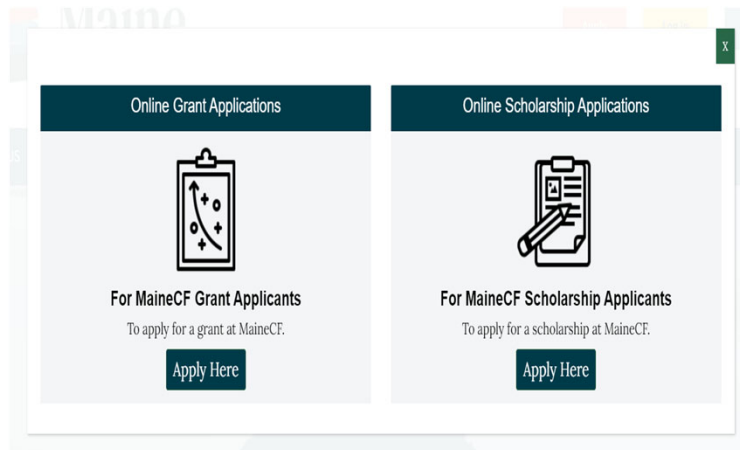 Maine
X
Online Grant Applications
For MaineCF Grant Applicants
To apply for a grant at MaineCF.
Apply Here
Online Scholarship Applications
For MaineCF Scholarship Applicants
To apply for a scholarship at MaineCF.
Apply Here